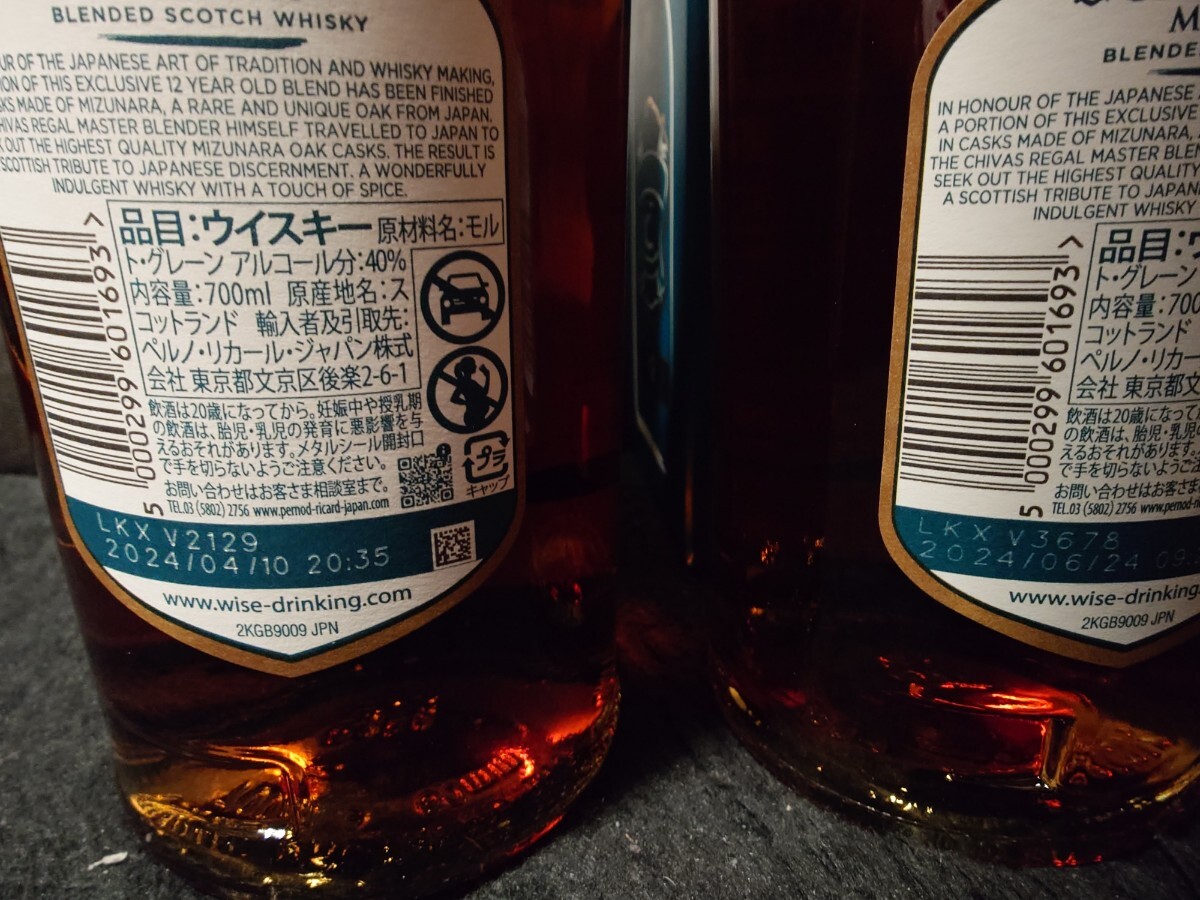 BLENDED SCOTCH WHISKY
OF THE JAPANESE ART OF TRADITION AND WHISKY MAKING,
OF THIS EXCLUSIVE 12 YEAR OLD BLEND HAS BEEN FINISHED
MADE OF MIZUNARA, A RARE AND UNIQUE OAK FROM JAPAN.
CHIVAS REGAL MASTER BLENDER HIMSELF TRAVELLED TO JAPAN TO
OUT THE HIGHEST QUALITY MIZUNARA OAK CASKS. THE RESULT IS
SCOTTISH TRIBUTE TO JAPANESE DISCERNMENT. A WONDERFULLY
INDULGENT WHISKY WITH A TOUCH OF SPICE.
品目:ウイスキー 原材料名:モル
ト・グレーン アルコール分:40%
内容量:700ml 原産地名:ス
コットランド 輸入者及引取先:
ペルノ・リカール・ジャパン株式
会社 東京都文京区後楽2-6-1
飲酒は20歳になってから。妊娠中や授乳期
の飲酒は、胎児・乳児の発育に悪影響を与
えるおそれがあります。メタルシール開封口
で手を切らないようご注意ください。
お問い合わせはお客さま相談室まで。
TEL.03 (5802) 2756 www.pernod-ricard-japan.com
プラ
キャップ
5 000299 601693 >
LKX V2129
2024/04/10 20:35
www.wise-drinking.com
2KGB9009 JPN
M
BLENDE
IN HONOUR OF THE JAPANESE
A PORTION OF THIS EXCLUSIVE
IN CASKS MADE OF MIZUNARA,
THE CHIVAS REGAL MASTER BLEN
SEEK OUT THE HIGHEST QUALITY
A SCOTTISH TRIBUTE TO JAPAN
INDULGENT WHISKY
品目:ウ
ト・グレーン
内容量:700
コットランド
ペルノ・リカー
会社 東京都文
飲酒は20歳になって
の飲酒は、胎児・乳児の
えるおそれがあります。
で手を切らないようご
お問い合わせはお客さ
TEL.03 (5802) 2756 www.pernod-r
5 000299 601693 >
LKX V3678
2024/06/24
www.wise-drinking
2KGB9009 JPN